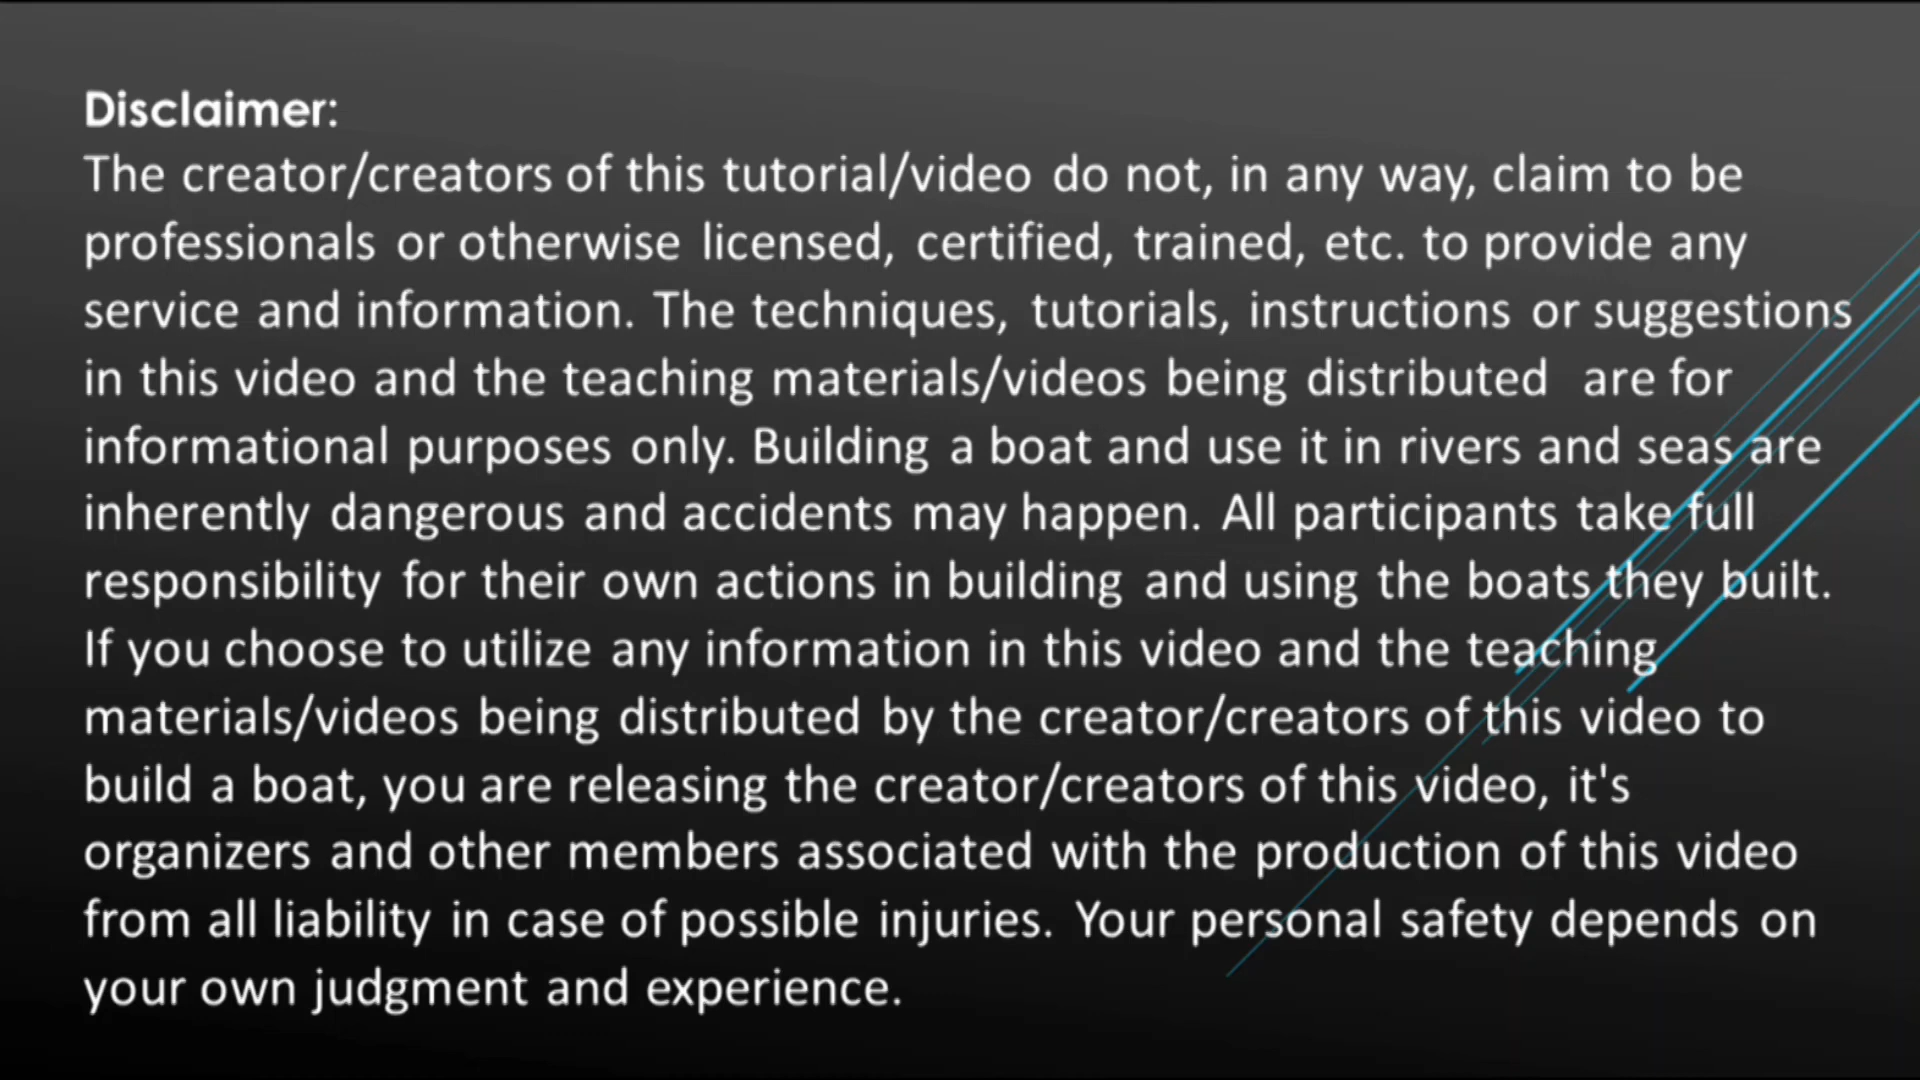 Disclaimer:
The creator/creators of this tutorial/video do not, in any way, claim to be
professionals or otherwise licensed, certified, trained, etc. to provide any
service and information. The techniques, tutorials, instructions or suggestions
in this video and the teaching materials/videos being distributed are for
informational purposes only. Building a boat and use it in rivers and seas are
inherently dangerous and accidents may happen. All participants take full
responsibility for their own actions in building and using the boats they built.
If you choose to utilize any information in this video and the teaching
materials/videos being distributed by the creator/creators of this video to
build a boat, you are releasing the creator/creators of this video, it's
organizers and other members associated with the production of this video
from all liability in case of possible injuries. Your personal safety depends on
your own judgment and experience.